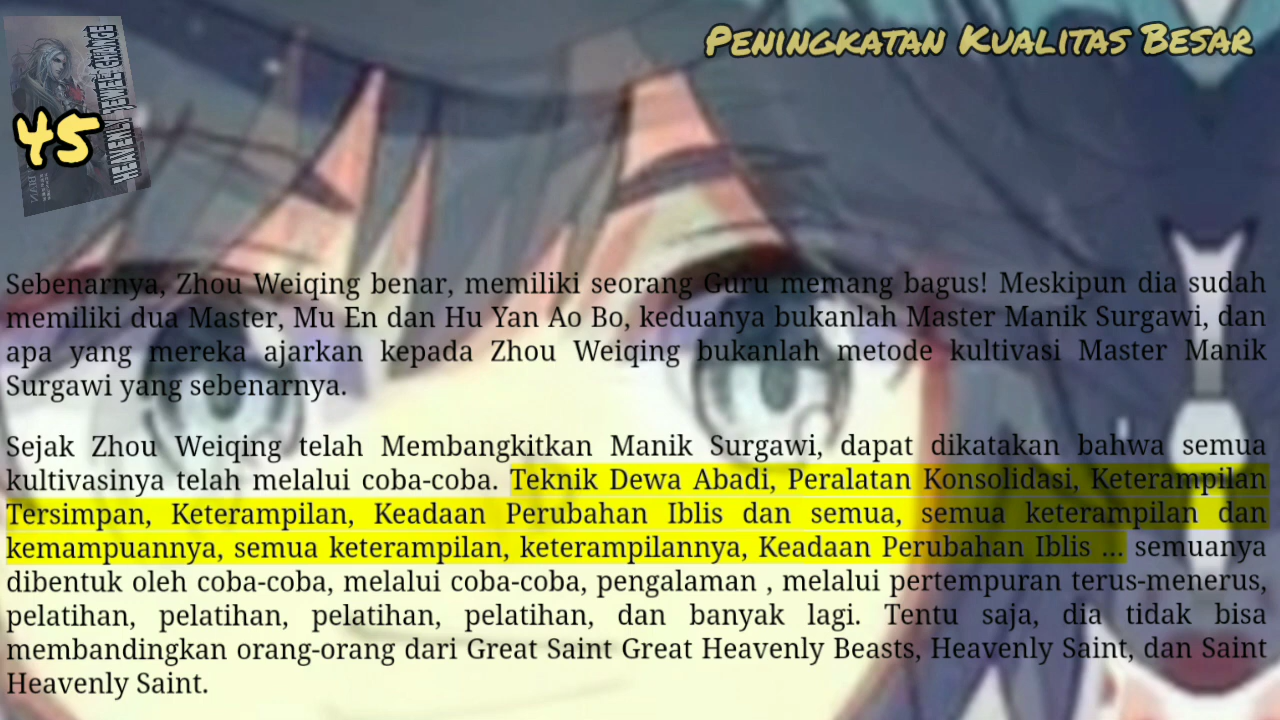 Peningkatan Kualitas Besar
45
HEAVENLY JEWEL CHANGE
Sebenarnya, Zhou Weiqing benar, memiliki seorang Guru memang bagus! Meskipun dia sudah
memiliki dua Master, Mu En dan Hu Yan Ao Bo, keduanya bukanlah Master Manik Surgawi, dan
apa yang mereka ajarkan kepada Zhou Weiqing bukanlah metode kultivasi Master Manik
Surgawi yang sebenarnya.
Sejak Zhou Weiqing telah Membangkitkan Manik Surgawi, dapat dikatakan bahwa semua
kultivasinya telah melalui coba-coba. Teknik Dewa Abadi, Peralatan Konsolidasi, Keterampilan
Tersimpan, Keterampilan, Keadaan Perubahan Iblis dan semua, semua keterampilan dan
kemampuannya, semua keterampilan, keterampilannya, Keadaan Perubahan Iblis ... semuanya
dibentuk oleh coba-coba, melalui coba-coba, pengalaman , melalui pertempuran terus-menerus,
pelatihan, pelatihan, pelatihan, pelatihan, dan banyak lagi. Tentu saja, dia tidak bisa
membandingkan orang-orang dari Great Saint Great Heavenly Beasts, Heavenly Saint, dan Saint
Heavenly Saint.